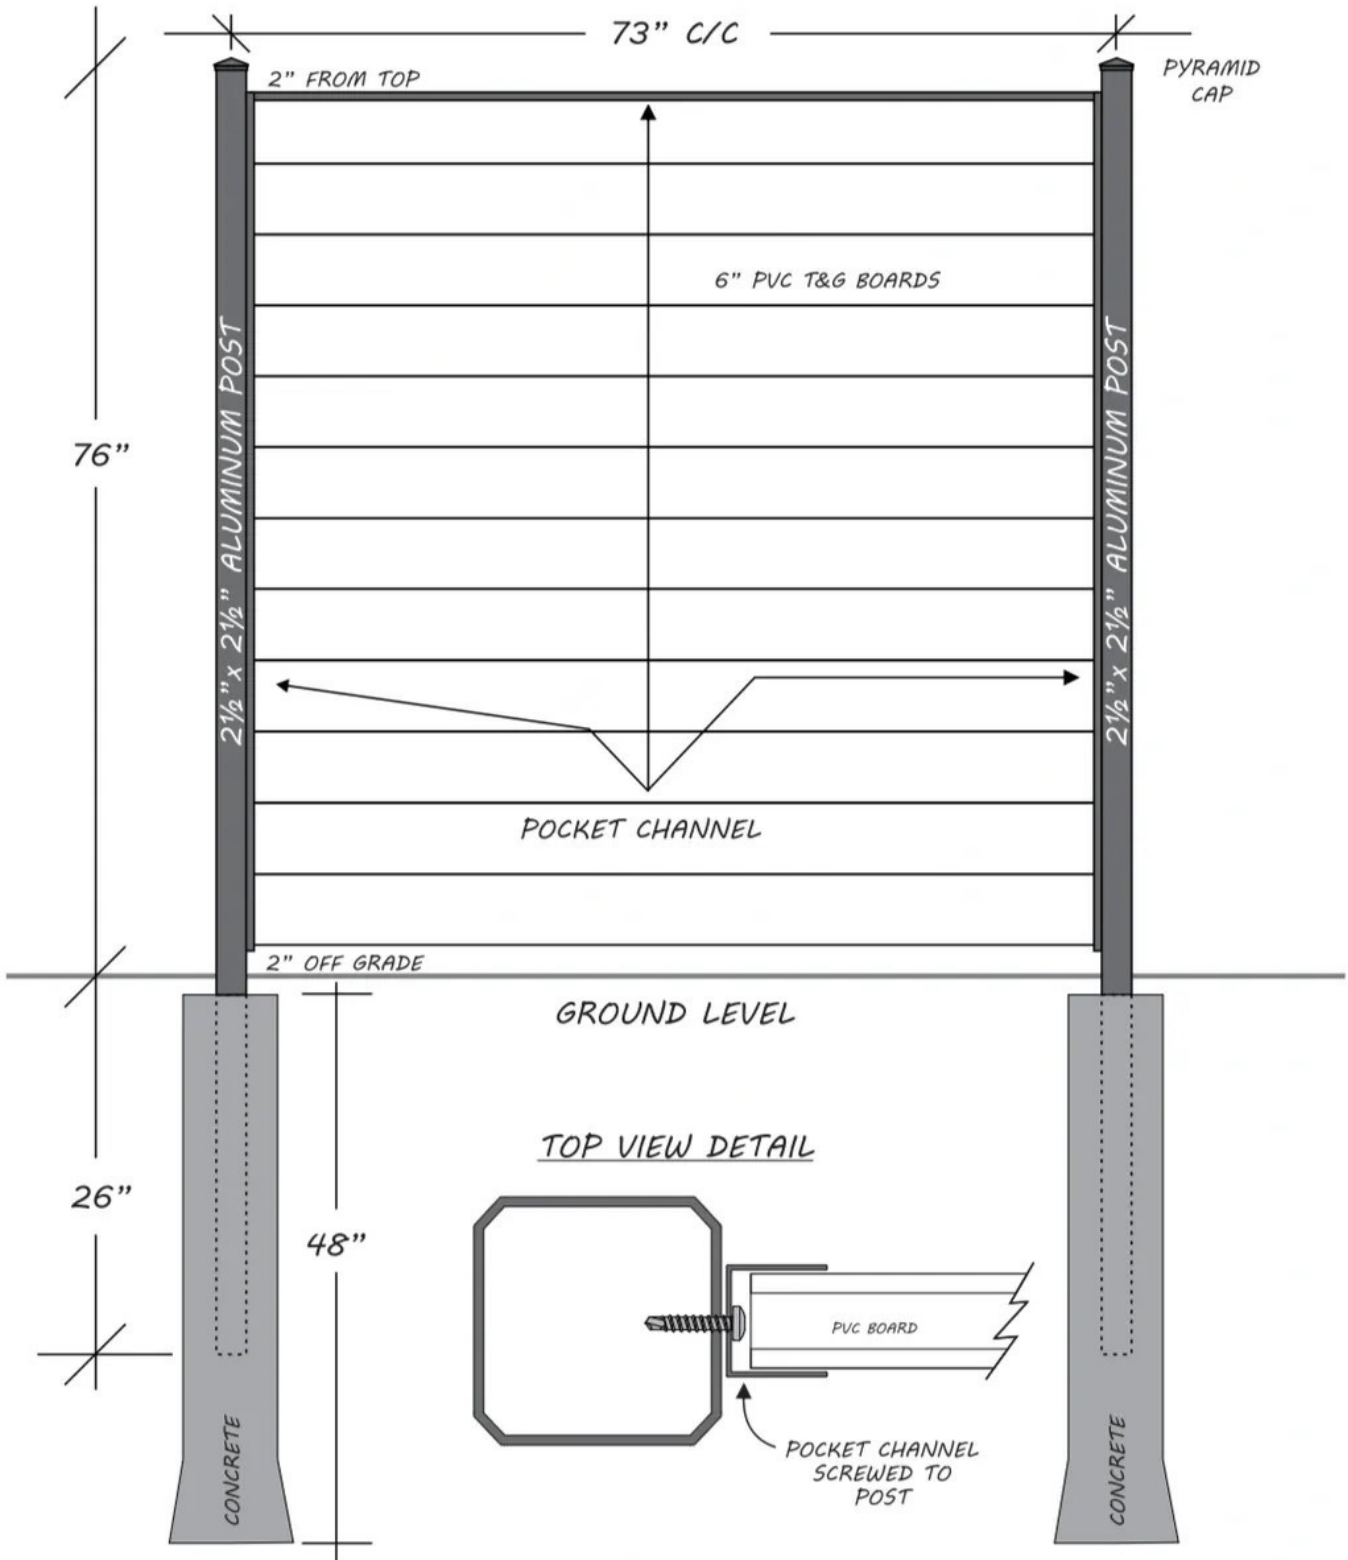 73” C/C
2” FROM TOP
PYRAMID
CAP
6” PVC T&G BOARDS
2½”x 2½” ALUMINUM POST
2½”x 2½” ALUMINUM POST
76”
POCKET CHANNEL
2” OFF GRADE
GROUND LEVEL
TOP VIEW DETAIL
26”
48”
PVC BOARD
POCKET CHANNEL
SCREWED TO
POST
CONCRETE
CONCRETE